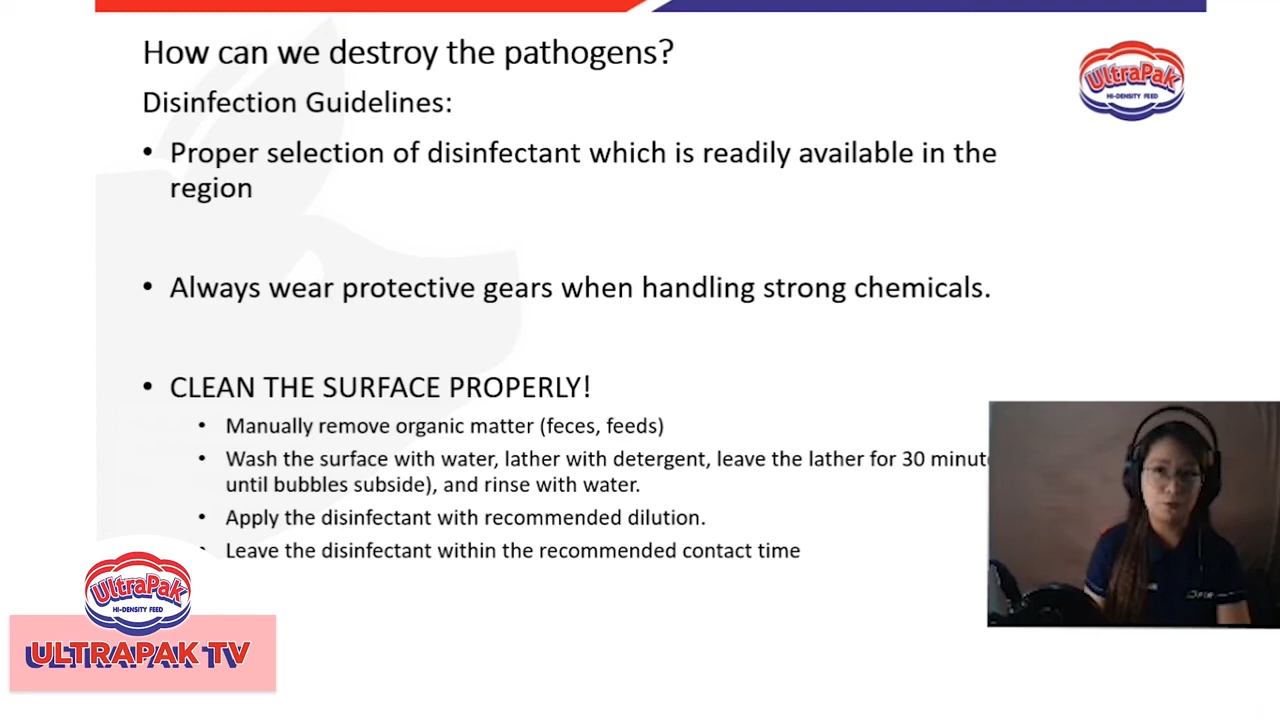 How can we destroy the pathogens?
UltraPak
HI-DENSITY FEED
Disinfection Guidelines:
• Proper selection of disinfectant which is readily available in the
region
• Always wear protective gears when handling strong chemicals.
• CLEAN THE SURFACE PROPERLY!
• Manually remove organic matter (feces, feeds)
• Wash the surface with water, lather with detergent, leave the lather for 30
until bubbles subside), and rinse with water.
• Apply the disinfectant with recommended dilution.
• Leave the disinfectant within the recommended contact time
UltraPak
HI-DENSITY FEED
ULTRAPAK TV